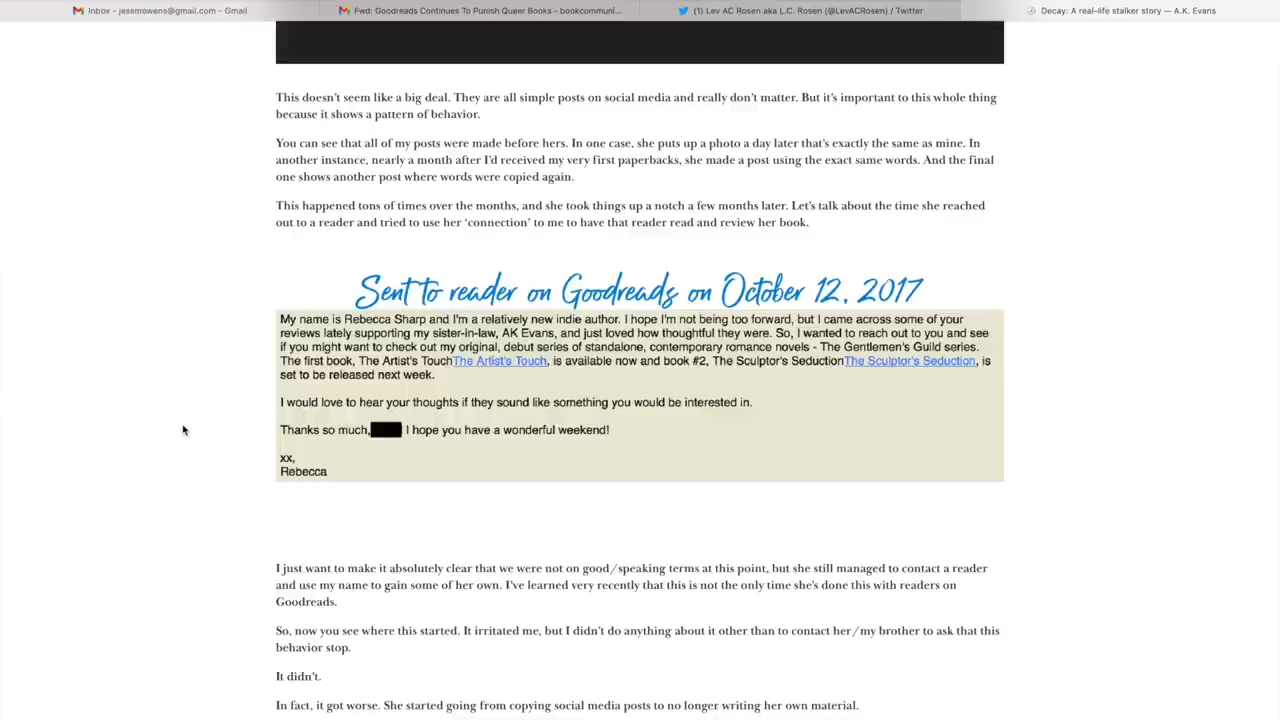 Inbox - jessmowens@gmail.com - Gmail
Fwd: Goodreads Continues To Punish Queer Books - bookcommuni...
(1) Lev AC Rosen aka L.C. Rosen (@LevACRosen) / Twitter
Decay: A real-life stalker story — A.K. Evans
This doesn't seem like a big deal. They are all simple posts on social media and really don't matter. But it's important to this whole thing
because it shows a pattern of behavior.
You can see that all of my posts were made before hers. In one case, she puts up a photo a day later that's exactly the same as mine. In
another instance, nearly a month after I'd received my very first paperbacks, she made a post using the exact same words. And the final
one shows another post where words were copied again.
This happened tons of times over the months, and she took things up a notch a few months later. Let's talk about the time she reached
out to a reader and tried to use her 'connection' to me to have that reader read and review her book.
Sent to reader on Goodreads on October 12, 2017
My name is Rebecca Sharp and I'm a relatively new indie author. I hope I'm not being too forward, but I came across some of your
reviews lately supporting my sister-in-law, AK Evans, and just loved how thoughtful they were. So, I wanted to reach out to you and see
if you might want to check out my original, debut series of standalone, contemporary romance novels - The Gentlemen's Guild series.
The first book, The Artist's TouchThe Artist's Touch, is available now and book #2, The Sculptor's SeductionThe Sculptor's Seduction, is
set to be released next week.
I would love to hear your thoughts if they sound like something you would be interested in.
Thanks so much, I hope you have a wonderful weekend!
xx,
Rebecca
I just want to make it absolutely clear that we were not on good/speaking terms at this point, but she still managed to contact a reader
and use my name to gain some of her own. I've learned very recently that this is not the only time she's done this with readers on
Goodreads.
So, now you see where this started. It irritated me, but I didn't do anything about it other than to contact her/my brother to ask that this
behavior stop.
It didn't.
In fact, it got worse. She started going from copying social media posts to no longer writing her own material.